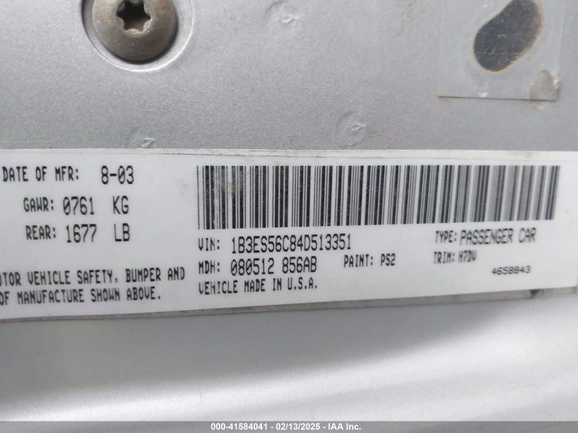 DATE OF MFR: 8-03
GAWR: 0761 KG
REAR: 1677 LB
VIN: 1B3ES56C84D513351
TYPE: PASSENGER CAR
MDH: 080512 856AB
PAINT: PS2
TRIM: H7DV
VEHICLE MADE IN U.S.A.
4658843
OTOR VEHICLE SAFETY, BUMPER AND
OF MANUFACTURE SHOWN ABOVE.
000-41584041 - 02/13/2025 - IAA Inc.